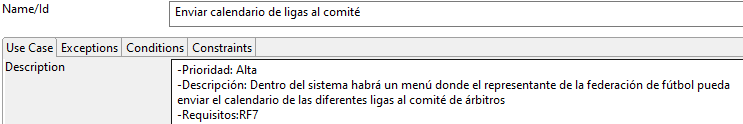 Name/Id
Enviar calendario de ligas al comité
Use Case Exceptions Conditions Constraints
Description
-Prioridad: Alta
-Descripción: Dentro del sistema habrá un menú donde el representante de la federación de fútbol pueda
enviar el calendario de las diferentes ligas al comité de árbitros
-Requisitos:RF7